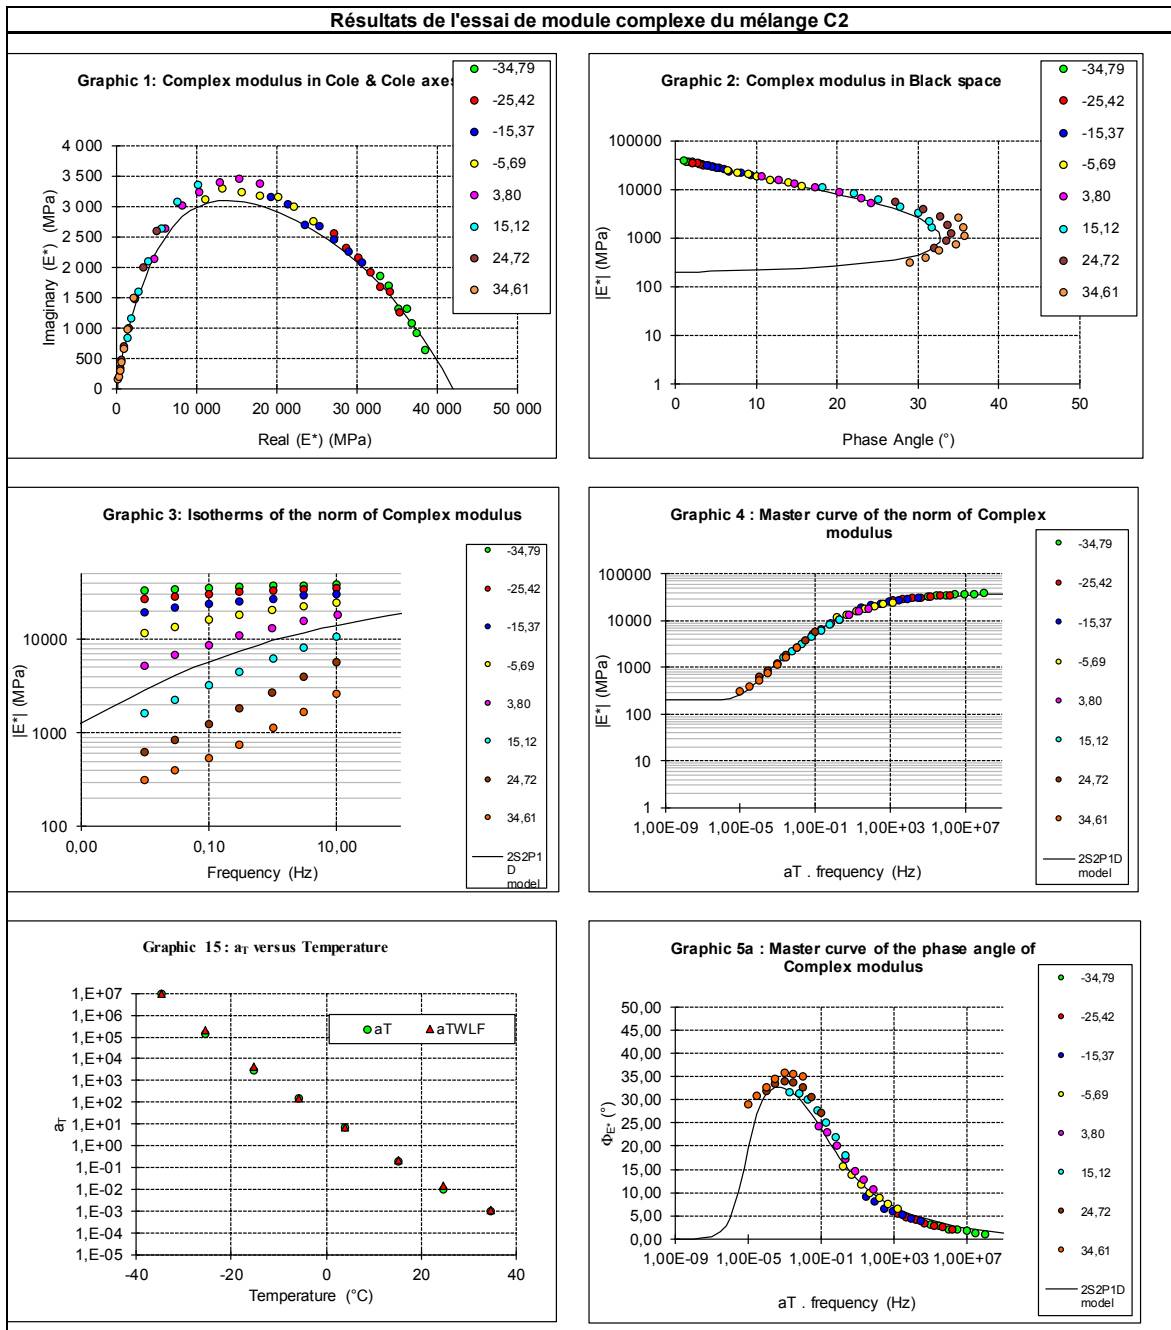 Résultats de l'essai de module complexe du mélange C2
Graphic 1: Complex modulus in Cole & Cole axes
-34,79
-25,42
-15,37
-5,69
3,80
15,12
24,72
34,61
4 000
3 500
3 000
2 500
2 000
1 500
1 000
500
0
Imaginary (E*) (MPa)
0
10 000
20 000
30 000
40 000
50 000
Real (E*) (MPa)
Graphic 2: Complex modulus in Black space
-34,79
-25,42
-15,37
-5,69
3,80
15,12
24,72
34,61
100000
10000
1000
100
10
1
|E*| (MPa)
0
10
20
30
40
50
Phase Angle (°)
Graphic 3: Isotherms of the norm of Complex modulus
-34,79
-25,42
-15,37
-5,69
3,80
15,12
24,72
34,61
2S2P1
D
model
10000
1000
100
|E*| (MPa)
0,00
0,10
10,00
Frequency (Hz)
Graphic 4 : Master curve of the norm of Complex
modulus
-34,79
-25,42
-15,37
-5,69
3,80
15,12
24,72
34,61
2S2P1D
model
100000
10000
1000
100
10
1
|E*| (MPa)
1,00E-09
1,00E-05
1,00E-01
1,00E+03
1,00E+07
aT . frequency (Hz)
Graphic 15 : aT versus Temperature
1,E+07
1,E+06
1,E+05
1,E+04
1,E+03
1,E+02
1,E+01
1,E+00
1,E-01
1,E-02
1,E-03
1,E-04
1,E-05
aT
aT
aTWLF
-40
-20
0
20
40
Temperature (°C)
Graphic 5a : Master curve of the phase angle of
Complex modulus
-34,79
-25,42
-15,37
-5,69
3,80
15,12
24,72
34,61
2S2P1D
model
50,00
45,00
40,00
35,00
30,00
25,00
20,00
15,00
10,00
5,00
0,00
ΦE* (°)
1,00E-09
1,00E-05
1,00E-01
1,00E+03
1,00E+07
aT . frequency (Hz)